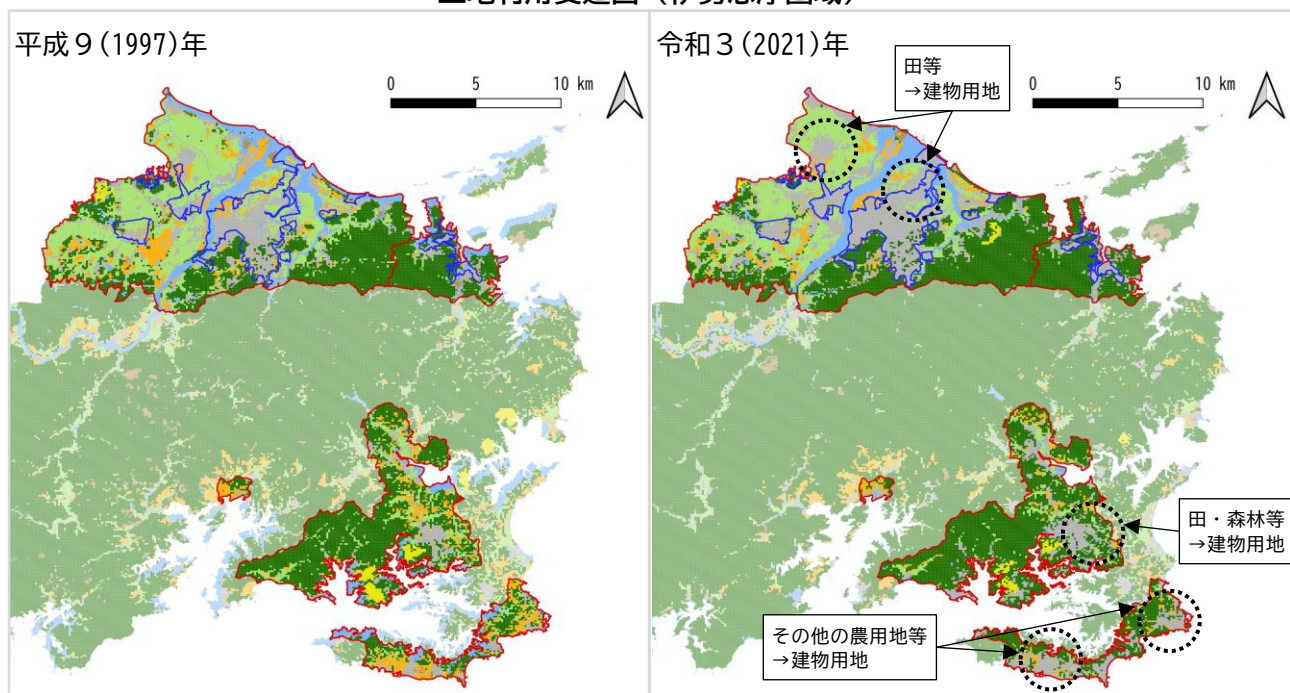 平成９(1997)年
0 5 10 km
令和３(2021)年
0 5 10 km
田等
→建物用地
田・森林等
→建物用地
その他の農用地等
→建物用地